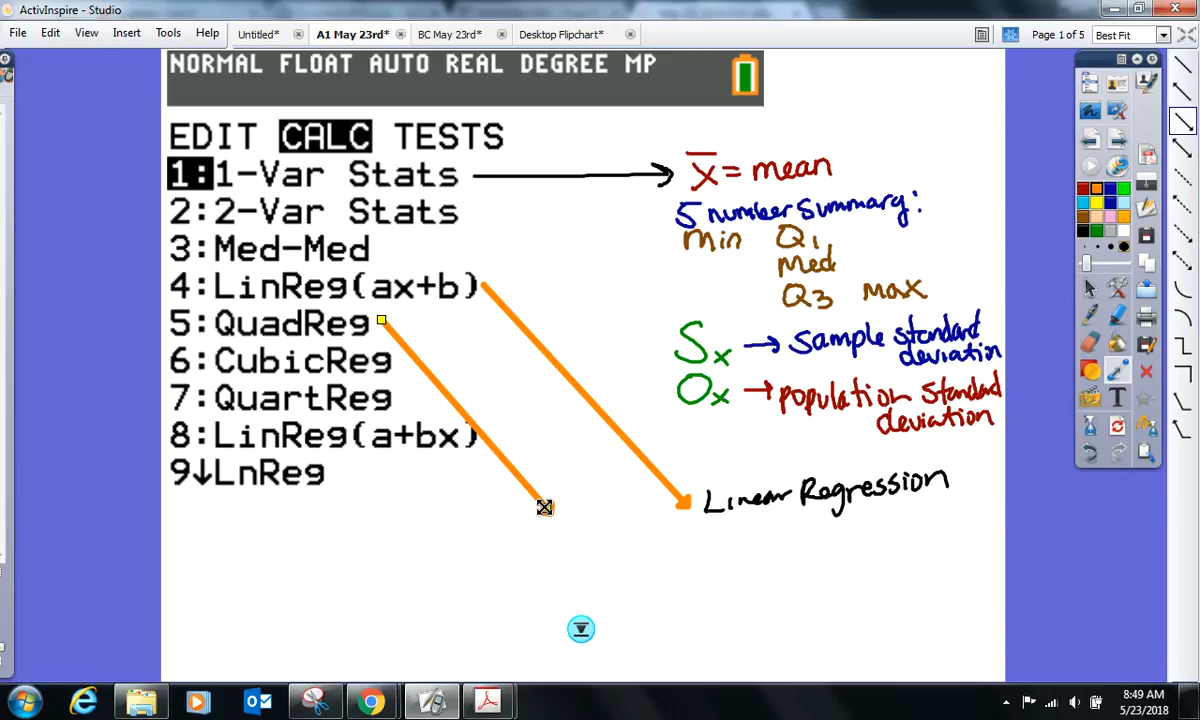 ActivInspire - Studio
File Edit View Insert Tools Help
Untitled* A1 May 23rd* BC May 23rd* Desktop Flipchart*
Page 1 of 5 Best Fit
NORMAL FLOAT AUTO REAL DEGREE MP
EDIT CALC TESTS
1:1-Var Stats
2:2-Var Stats
3:Med-Med
4:LinReg(ax+b)
5:QuadReg
6:CubicReg
7:QuartReg
8:LinReg(a+bx)
9↓LnReg
x̅ = mean
5 number summary:
min Q1
Med
Q3 max
Sx → Sample standard
deviation
σx → population standard
deviation
Linear Regression
8:49 AM
5/23/2018